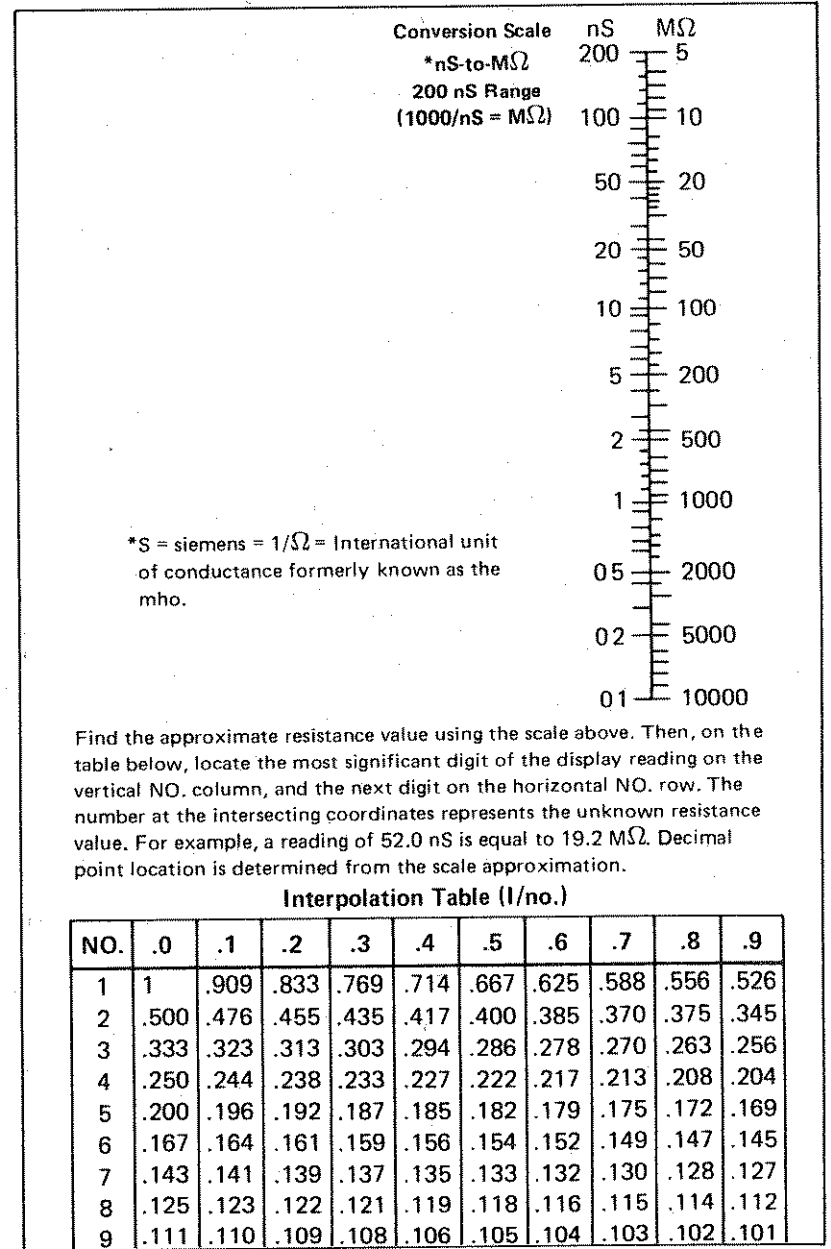 Conversion Scale nS MΩ
*nS-to-MΩ 200 5
200 nS Range
(1000/nS = MΩ) 100 10
50 20
20 50
10 100
5 200
2 500
1 1000
*S = siemens = 1/Ω = International unit
of conductance formerly known as the
mho.
05 2000
02 5000
01 10000
Find the approximate resistance value using the scale above. Then, on the
table below, locate the most significant digit of the display reading on the
vertical NO. column, and the next digit on the horizontal NO. row. The
number at the intersecting coordinates represents the unknown resistance
value. For example, a reading of 52.0 nS is equal to 19.2 MΩ. Decimal
point location is determined from the scale approximation.
Interpolation Table (I/no.)
NO. .0 .1 .2 .3 .4 .5 .6 .7 .8 .9
1 1 .909 .833 .769 .714 .667 .625 .588 .556 .526
2 .500 .476 .455 .435 .417 .400 .385 .370 .375 .345
3 .333 .323 .313 .303 .294 .286 .278 .270 .263 .256
4 .250 .244 .238 .233 .227 .222 .217 .213 .208 .204
5 .200 .196 .192 .187 .185 .182 .179 .175 .172 .169
6 .167 .164 .161 .159 .156 .154 .152 .149 .147 .145
7 .143 .141 .139 .137 .135 .133 .132 .130 .128 .127
8 .125 .123 .122 .121 .119 .118 .116 .115 .114 .112
9 .111 .110 .109 .108 .106 .105 .104 .103 .102 .101